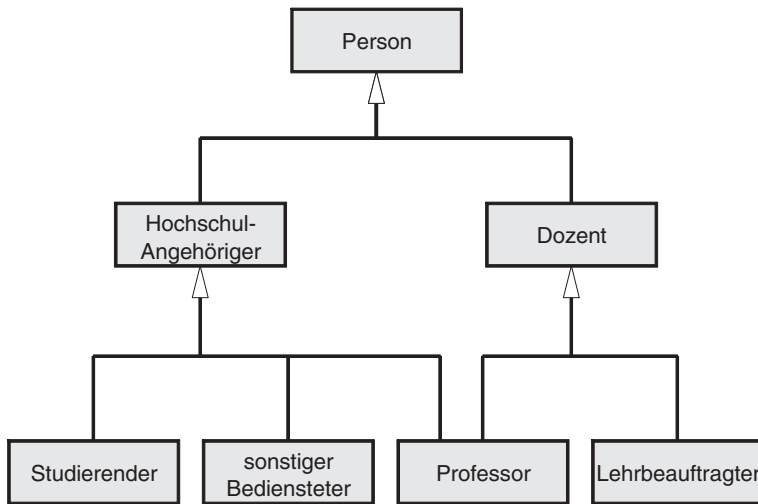 Person
Hochschul-
Angehöriger
Dozent
Studierender
sonstiger
Bediensteter
Professor
Lehrbeauftragter